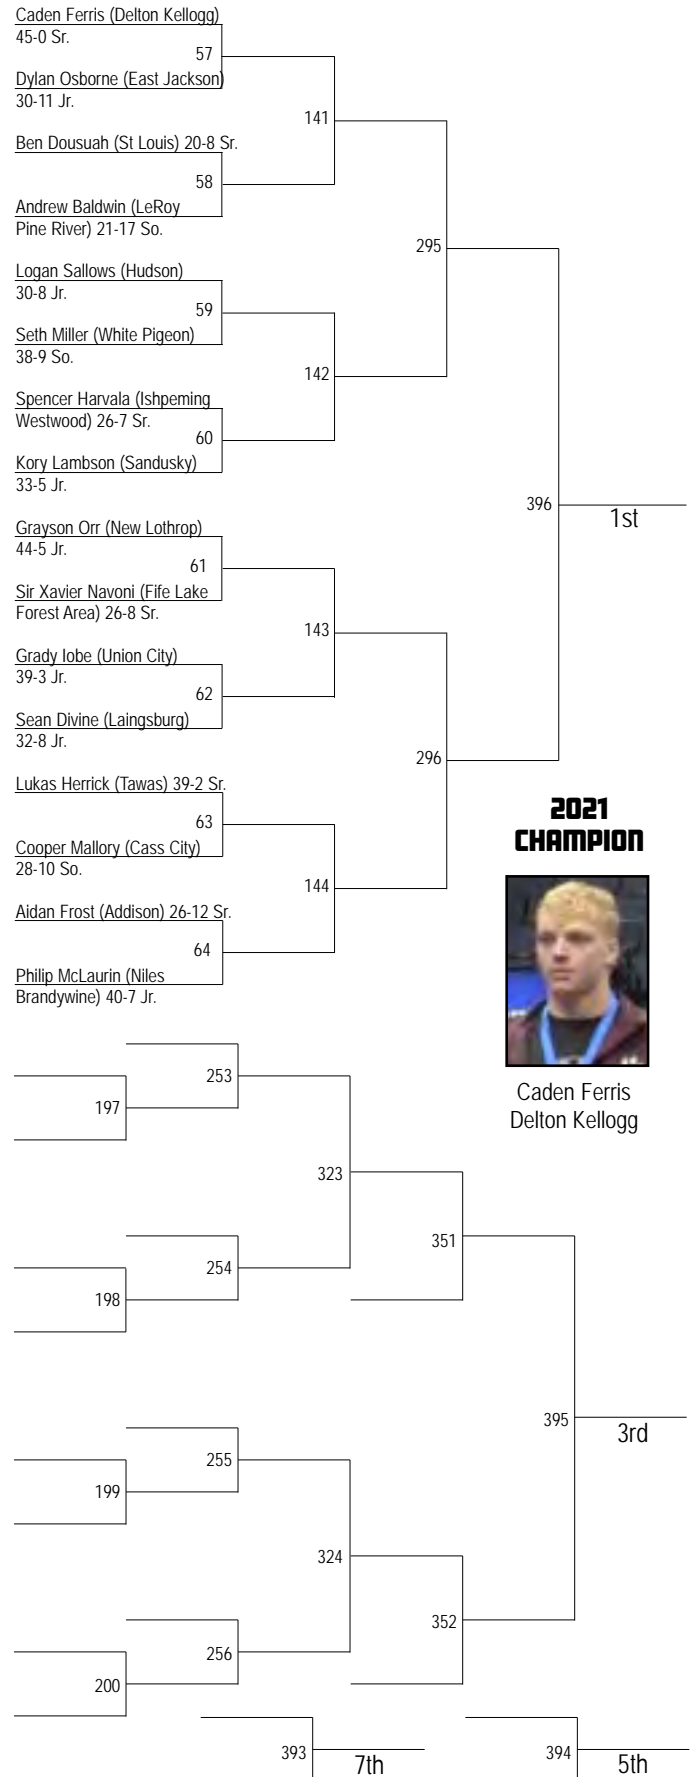 Caden Ferris (Delton Kellogg)
45-0 Sr.
57
Dylan Osborne (East Jackson)
30-11 Jr.
141
Ben Dousuah (St Louis) 20-8 Sr.
58
Andrew Baldwin (LeRoy
Pine River) 21-17 So.
295
Logan Sallows (Hudson)
30-8 Jr.
59
Seth Miller (White Pigeon)
38-9 So.
142
Spencer Harvala (Ishpeming
Westwood) 26-7 Sr.
60
Kory Lambson (Sandusky)
33-5 Jr.
396
1st
Grayson Orr (New Lothrop)
44-5 Jr.
61
Sir Xavier Navoni (Fife Lake
Forest Area) 26-8 Sr.
143
Grady Iobe (Union City)
39-3 Jr.
62
Sean Divine (Laingsburg)
32-8 Jr.
296
Lukas Herrick (Tawas) 39-2 Sr.
63
Cooper Mallory (Cass City)
28-10 So.
144
Aidan Frost (Addison) 26-12 Sr.
64
Philip McLaurin (Niles
Brandywine) 40-7 Jr.
2021
CHAMPION
Caden Ferris
Delton Kellogg
253
197
323
351
254
198
395
3rd
255
199
324
352
256
200
393
7th
394
5th